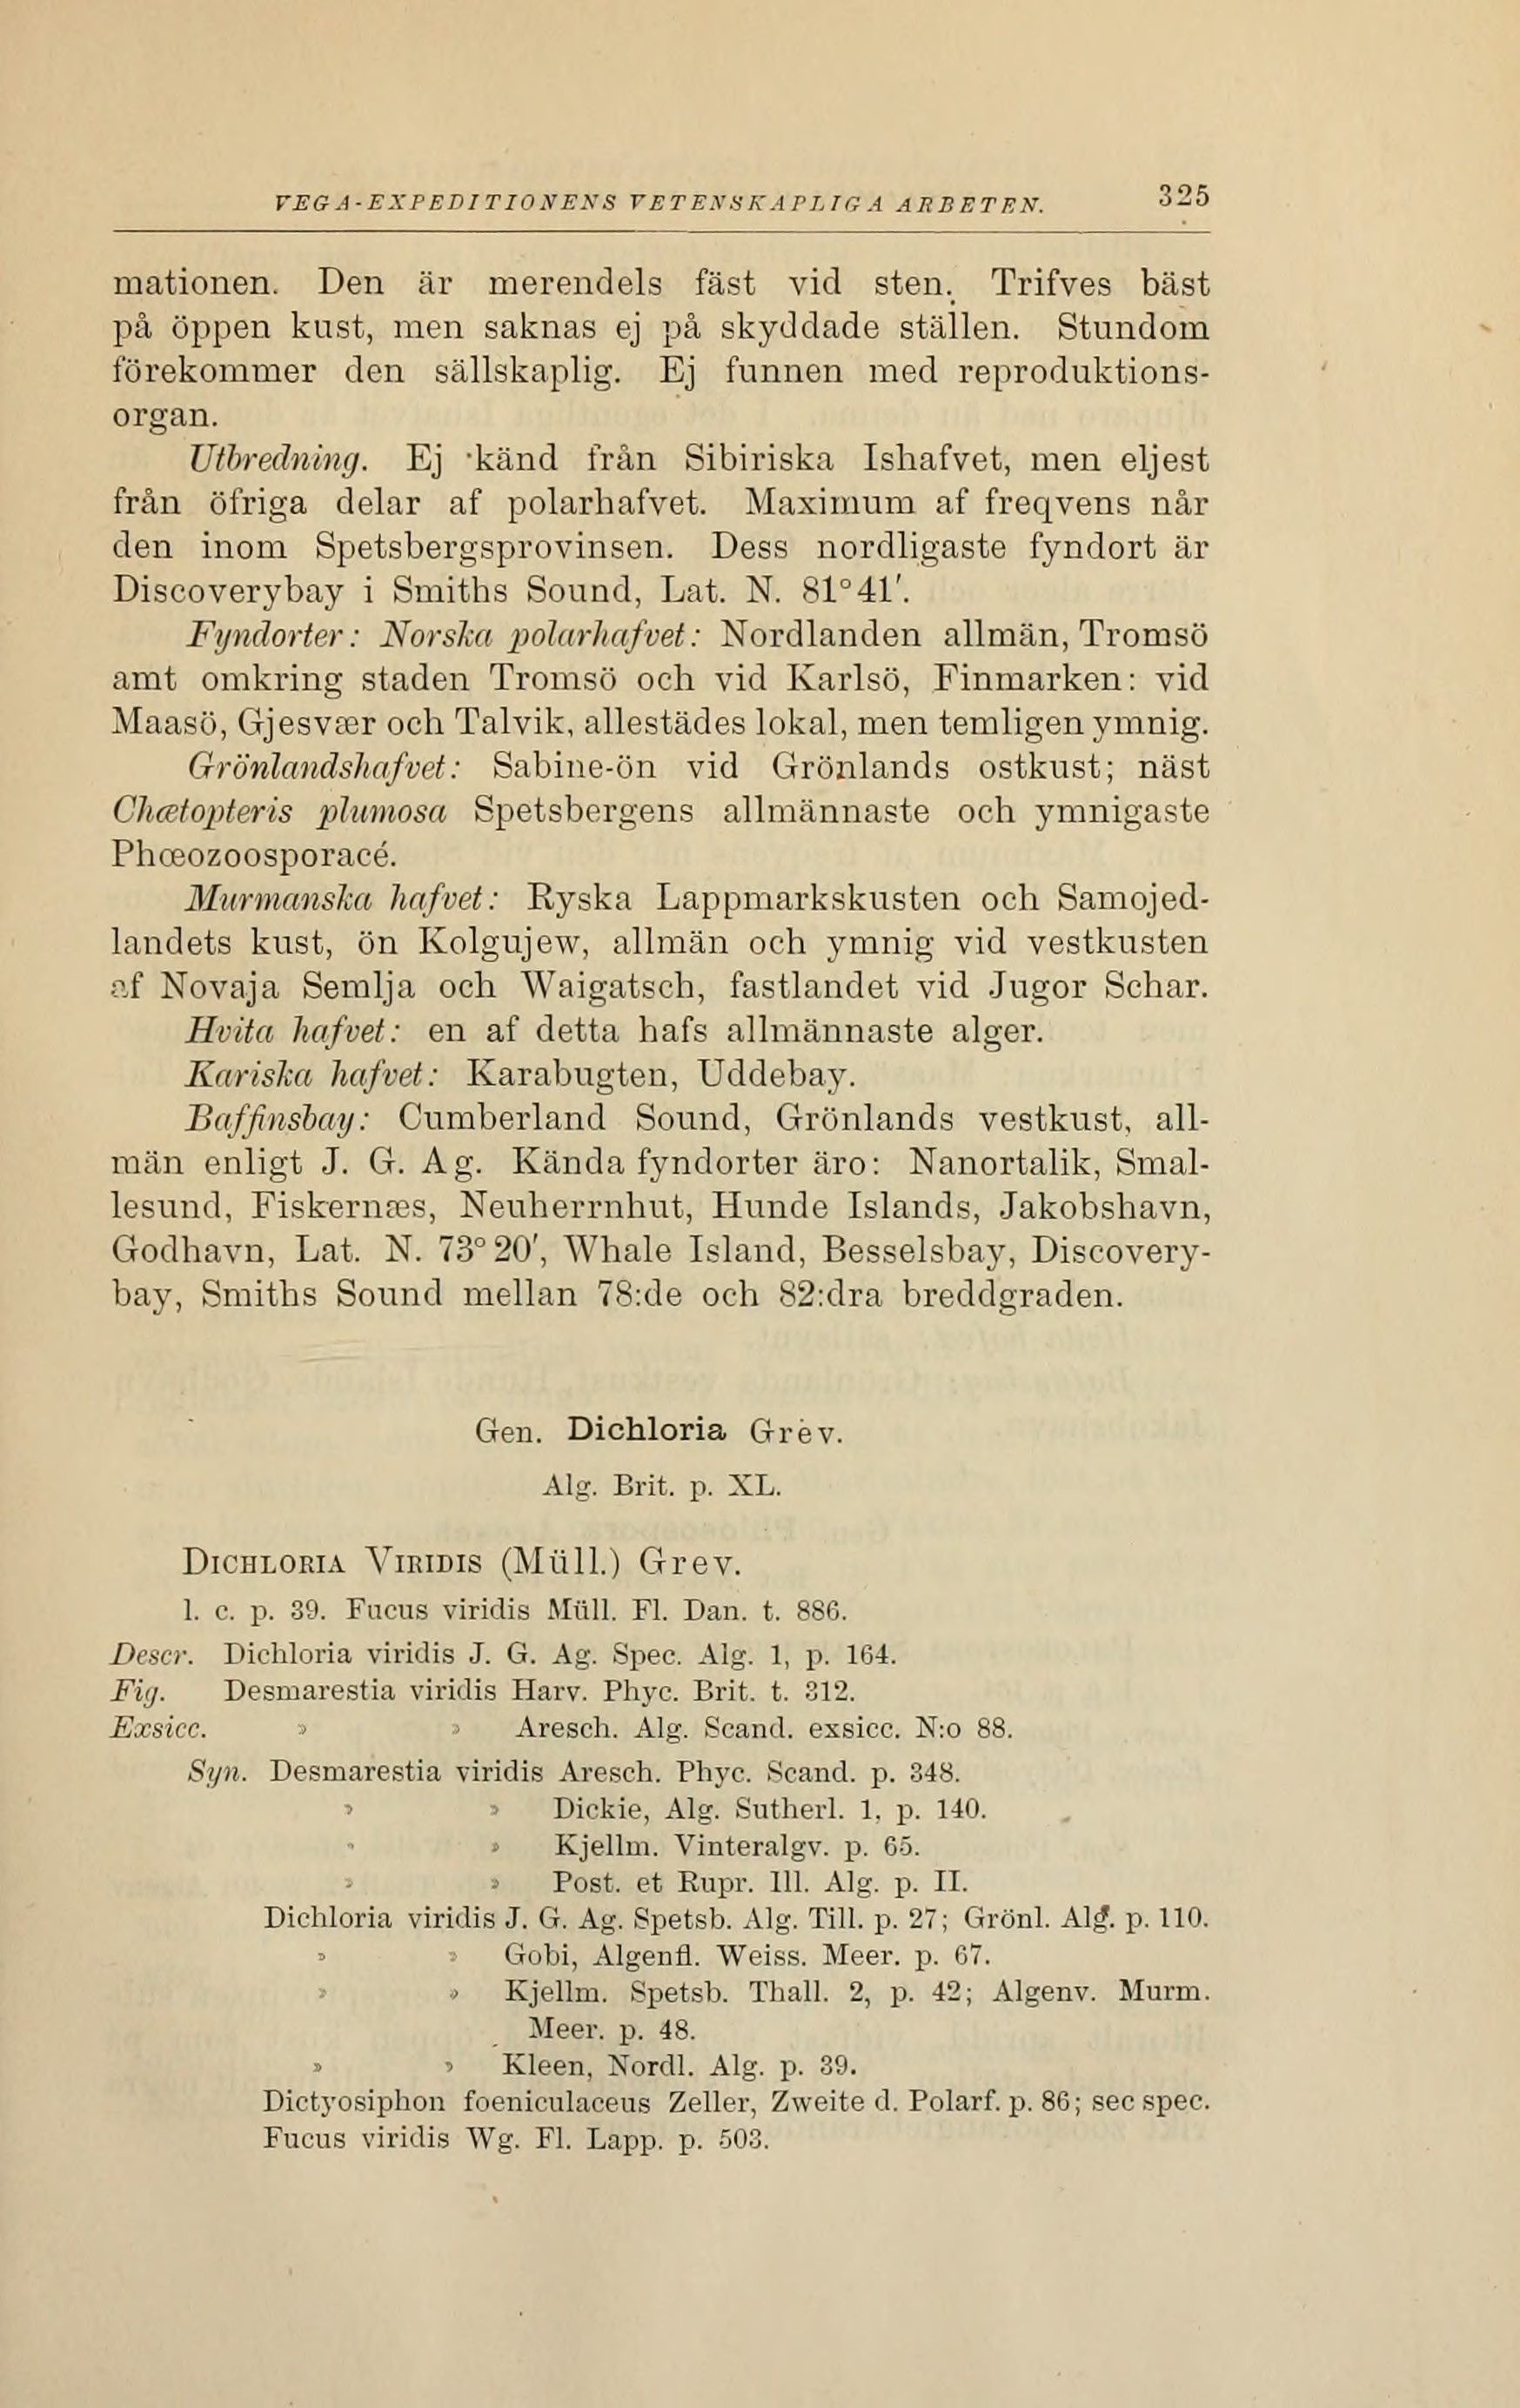 VEGA-EXPEDITIONENS VETENSKAPLIGA ARBETEN. 325
mationen. Den är merendels fäst vid sten. Trifves bäst
på öppen kust, men saknas ej på skyddade ställen. Stundom
förekommer den sällskaplig. Ej funnen med reproduktions-
organ.
Utbredning. Ej känd från Sibiriska Ishafvet, men eljest
från öfriga delar af polarhafvet. Maximum af freqvens når
den inom Spetsbergsprovinsen. Dess nordligaste fyndort är
Discoverybay i Smiths Sound, Lat. N. 81°41'.
Fyndorter: Norska polarhafvet: Nordlanden allmän, Tromsö
amt omkring staden Tromsö och vid Karlsö, Finmarken: vid
Maasö, Gjesvær och Talvik, allestädes lokal, men temligen ymnig.
Grönlandshafvet: Sabine-ön vid Grönlands ostkust; näst
Chætopteris plumosa Spetsbergens allmännaste och ymnigaste
Phœozoosporacé.
Murmanska hafvet: Ryska Lappmarkskusten och Samojed-
landets kust, ön Kolgujew, allmän och ymnig vid vestkusten
af Novaja Semlja och Waigatsch, fastlandet vid Jugor Schar.
Hvita hafvet: en af detta hafs allmännaste alger.
Kariska hafvet: Karabugten, Uddebay.
Baffinsbay: Cumberland Sound, Grönlands vestkust, all-
män enligt J. G. Ag. Kända fyndorter äro: Nanortalik, Smal-
lesund, Fiskernæs, Neuherrnhut, Hunde Islands, Jakobshavn,
Godhavn, Lat. N. 73° 20', Whale Island, Besselsbay, Discovery-
bay, Smiths Sound mellan 78:de och 82:dra breddgraden.
Gen. Dichloria Grev.
Alg. Brit. p. XL.
DICHLORIA VIRIDIS (Müll.) Grev.
l. c. p. 39. Fucus viridis Müll. Fl. Dan. t. 886.
Descr. Dichloria viridis J. G. Ag. Spec. Alg. 1, p. 164.
Fig. Desmarestia viridis Harv. Phyc. Brit. t. 312.
Exsicc. » » Aresch. Alg. Scand. exsicc. N:o 88.
Syn. Desmarestia viridis Aresch. Phyc. Scand. p. 348.
» » Dickie, Alg. Sutherl. 1, p. 140.
» » Kjellm. Vinteralgv. p. 65.
» » Post. et Rupr. Ill. Alg. p. II.
Dichloria viridis J. G. Ag. Spetsb. Alg. Till. p. 27; Grönl. Alg. p. 110.
» » Gobi, Algenfl. Weiss. Meer. p. 67.
» » Kjellm. Spetsb. Thall. 2, p. 42; Algenv. Murm.
Meer. p. 48.
» » Kleen, Nordl. Alg. p. 39.
Dictyosiphon foeniculaceus Zeller, Zweite d. Polarf. p. 86; sec spec.
Fucus viridis Wg. Fl. Lapp. p. 503.